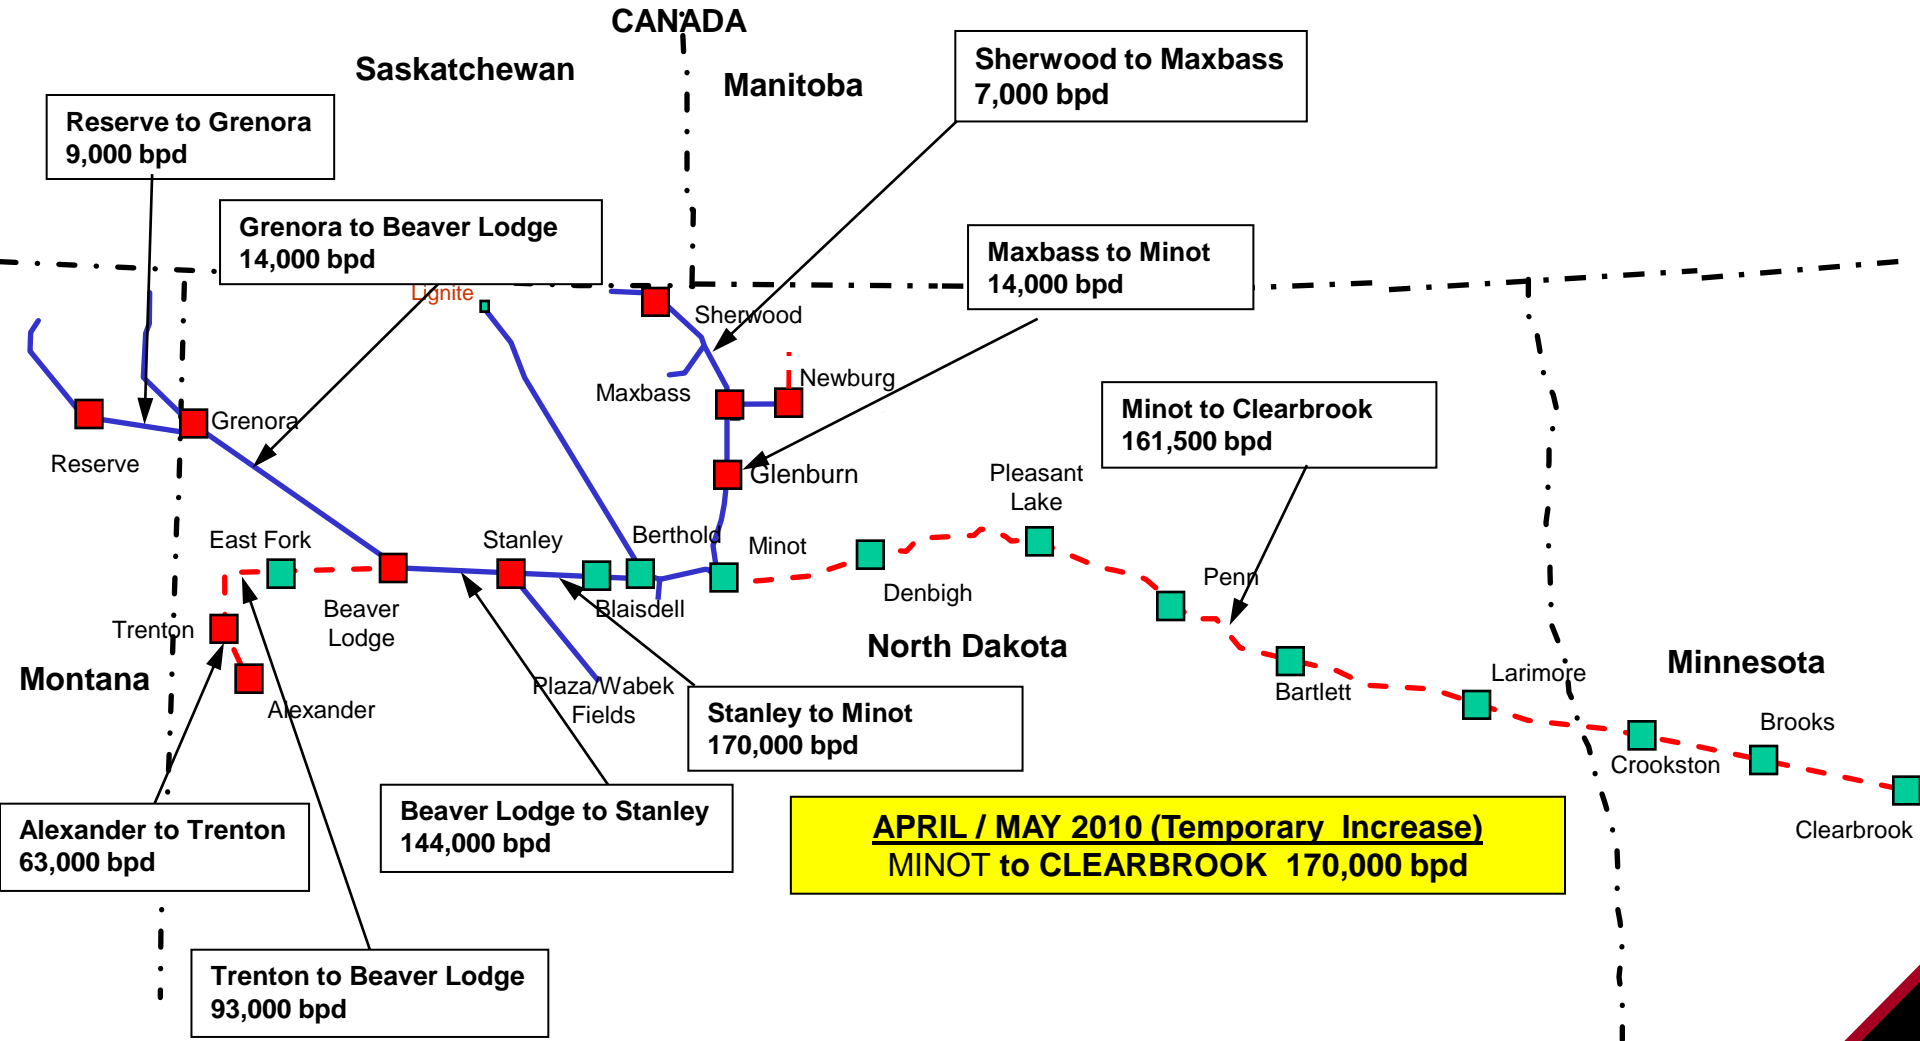 CANADA
Saskatchewan
Manitoba
Sherwood to Maxbass
7,000 bpd
Reserve to Grenora
9,000 bpd
Grenora to Beaver Lodge
14,000 bpd
Maxbass to Minot
14,000 bpd
Lignite
Sherwood
Newburg
Maxbass
Grenora
Reserve
Minot to Clearbrook
161,500 bpd
Glenburn
Pleasant
Lake
East Fork
Stanley
Berthold
Minot
Penn
Denbigh
Blaisdell
Beaver
Lodge
Trenton
North Dakota
Montana
Minnesota
Alexander
Plaza/Wabek
Fields
Bartlett
Larimore
Stanley to Minot
170,000 bpd
Brooks
Crookston
Clearbrook
Alexander to Trenton
63,000 bpd
Beaver Lodge to Stanley
144,000 bpd
APRIL / MAY 2010 (Temporary Increase)
MINOT to CLEARBROOK 170,000 bpd
Trenton to Beaver Lodge
93,000 bpd